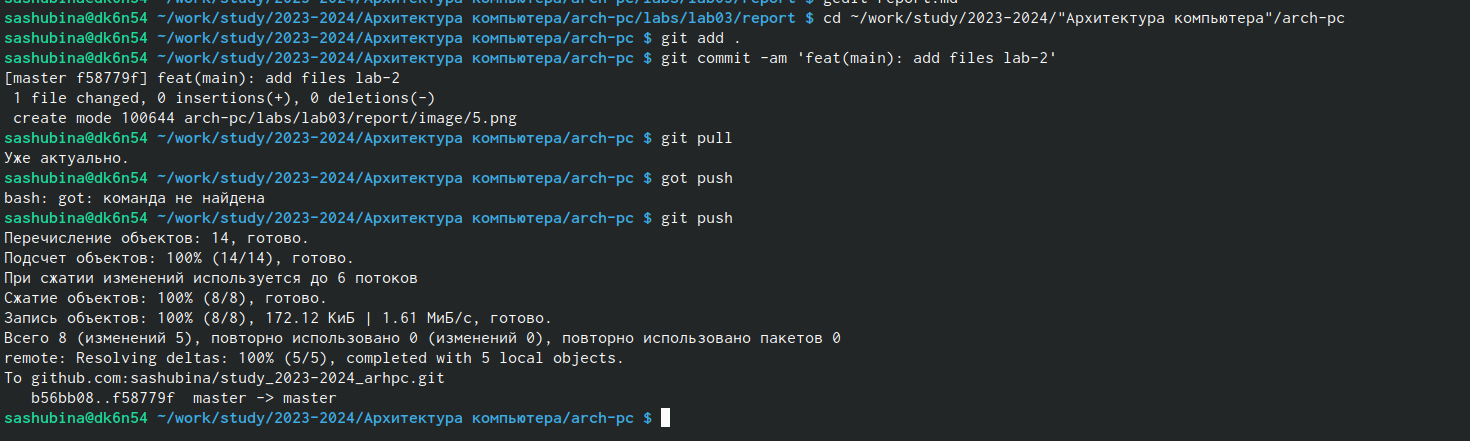 sashubina@dk6n54 ~/work/study/2023-2024/Архитектура компьютера/arch-pc/labs/lab03/report $ gedit report.md
sashubina@dk6n54 ~/work/study/2023-2024/Архитектура компьютера/arch-pc/labs/lab03/report $ cd ~/work/study/2023-2024/"Архитектура компьютера"/arch-pc
sashubina@dk6n54 ~/work/study/2023-2024/Архитектура компьютера/arch-pc $ git add .
sashubina@dk6n54 ~/work/study/2023-2024/Архитектура компьютера/arch-pc $ git commit -am 'feat(main): add files lab-2'
[master f58779f] feat(main): add files lab-2
 1 file changed, 0 insertions(+), 0 deletions(-)
 create mode 100644 arch-pc/labs/lab03/report/image/5.png
sashubina@dk6n54 ~/work/study/2023-2024/Архитектура компьютера/arch-pc $ git pull
Уже актуально.
sashubina@dk6n54 ~/work/study/2023-2024/Архитектура компьютера/arch-pc $ got push
bash: got: команда не найдена
sashubina@dk6n54 ~/work/study/2023-2024/Архитектура компьютера/arch-pc $ git push
Перечисление объектов: 14, готово.
Подсчет объектов: 100% (14/14), готово.
При сжатии изменений используется до 6 потоков
Сжатие объектов: 100% (8/8), готово.
Запись объектов: 100% (8/8), 172.12 КиБ | 1.61 МиБ/с, готово.
Всего 8 (изменений 5), повторно использовано 0 (изменений 0), повторно использовано пакетов 0
remote: Resolving deltas: 100% (5/5), completed with 5 local objects.
To github.com:sashubina/study_2023-2024_arhpc.git
   b56bb08..f58779f  master -> master
sashubina@dk6n54 ~/work/study/2023-2024/Архитектура компьютера/arch-pc $